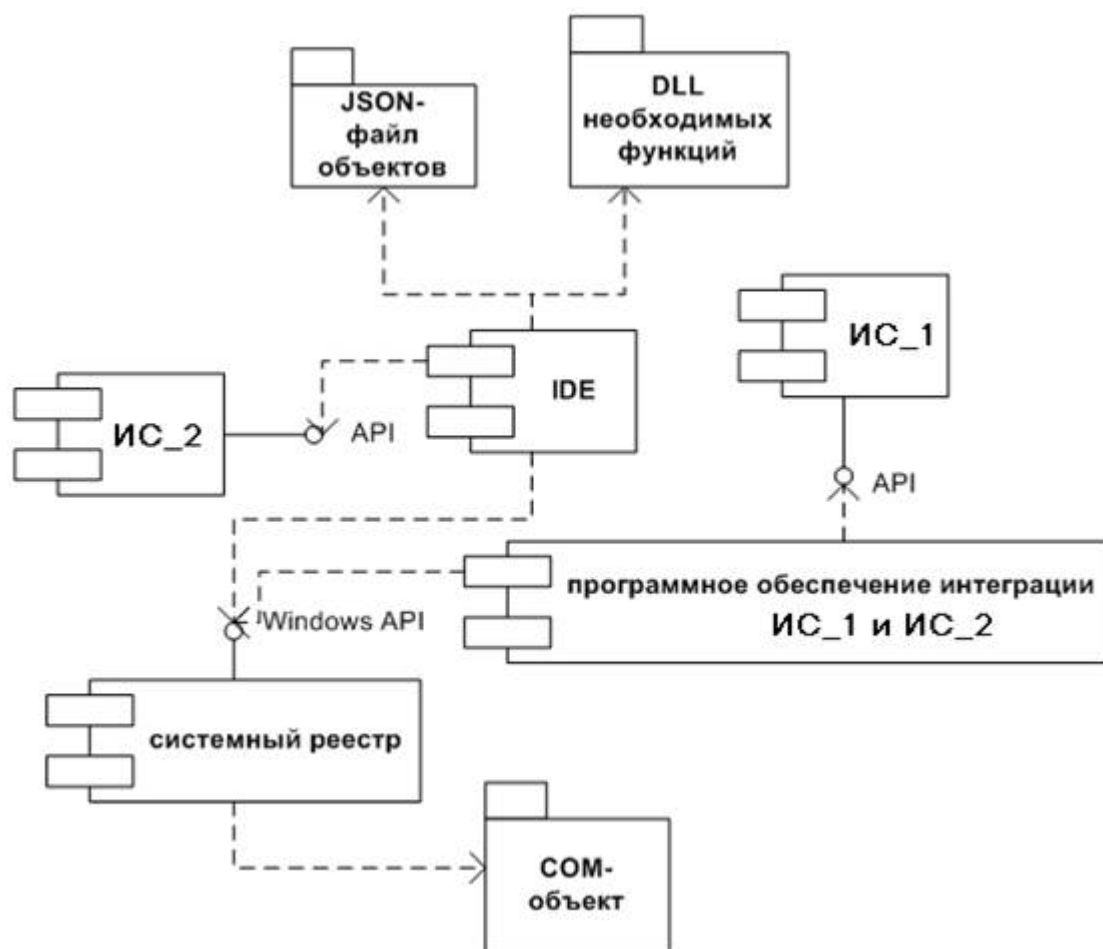 JSON-
файл
объектов
DLL
необходимых
функций
ИС_1
IDE
ИС_2
API
API
программное обеспечение интеграции
ИС_1 и ИС_2
Windows API
системный реестр
COM-
объект